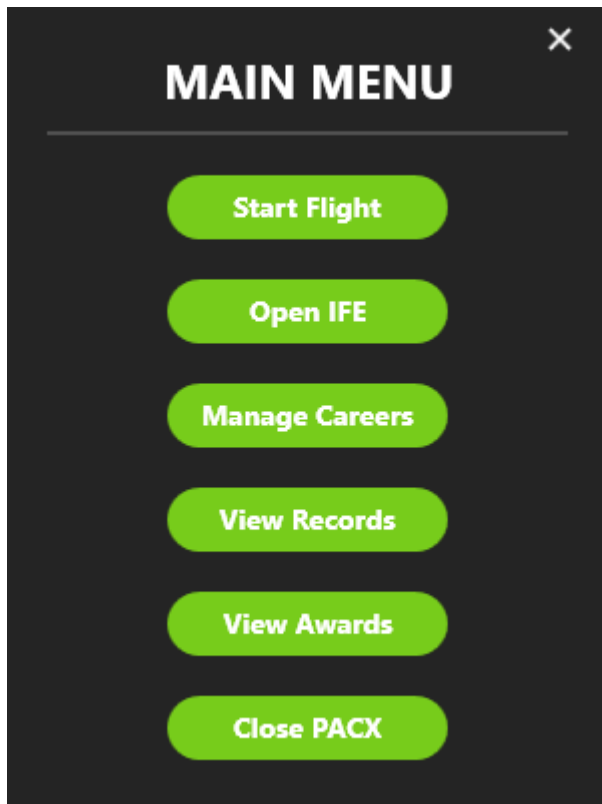 MAIN MENU
Start Flight
Open IFE
Manage Careers
View Records
View Awards
Close PACX